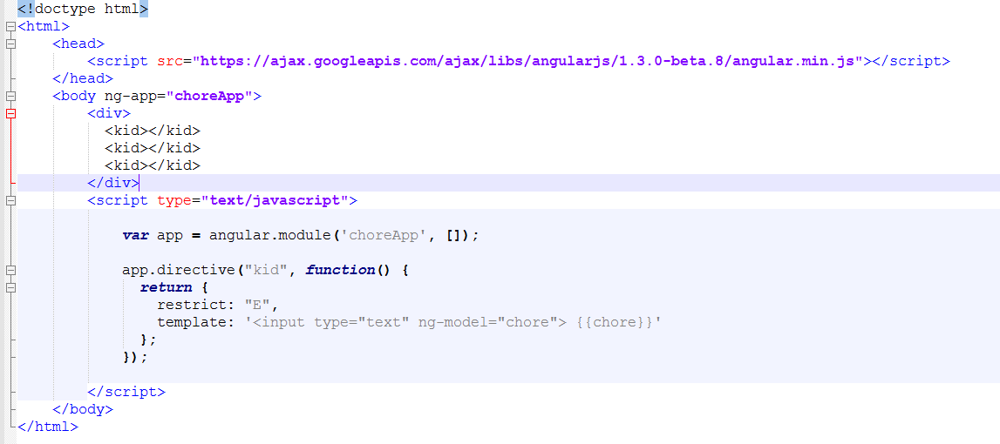 <!doctype html>
<html>
<head>
<script src="https://ajax.googleapis.com/ajax/libs/angularjs/1.3.0-beta.8/angular.min.js"></script>
</head>
<body ng-app="choreApp">
<div>
<kid></kid>
<kid></kid>
<kid></kid>
</div>
<script type="text/javascript">
var app = angular.module('choreApp', []);
app.directive("kid", function() {
return {
restrict: "E",
template: '<input type="text" ng-model="chore"> {{chore}}'
};
});
</script>
</body>
</html>